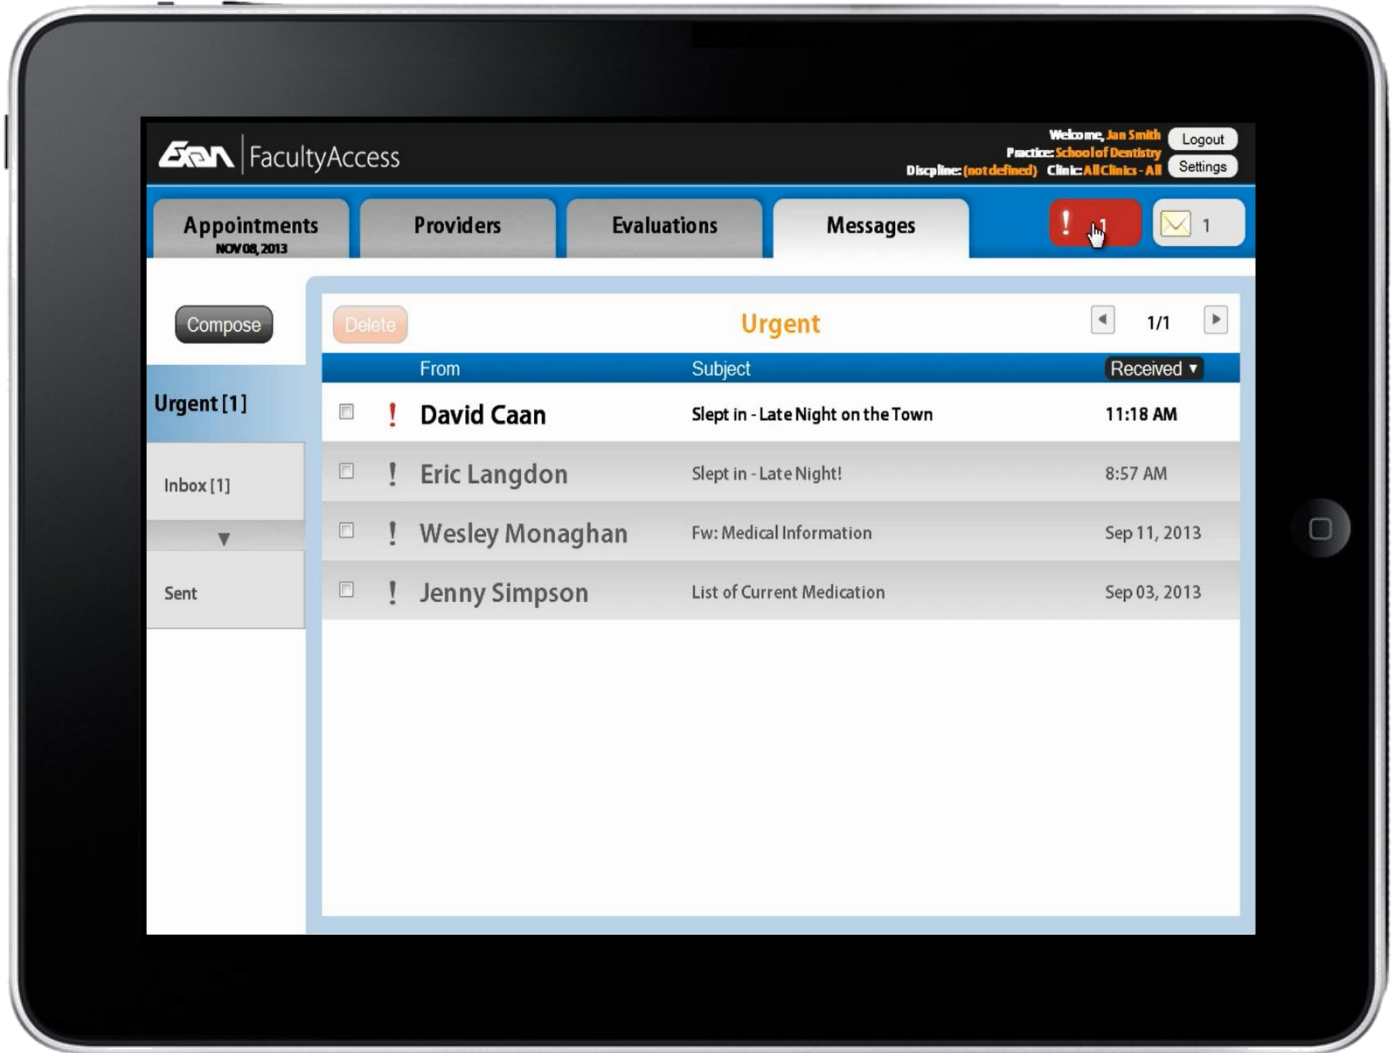 Exan | FacultyAccess
Welcome, Jan Smith
Practice: School of Dentistry
Discpline: (not defined) Clinic: All Clinics - All
Logout
Settings
Appointments
NOV 08, 2013
Providers
Evaluations
Messages
! 1
1
Compose
Delete
Urgent
1/1
From Subject Received ▼
Urgent [1]
Inbox [1]
▼
Sent
! David Caan Slept in - Late Night on the Town 11:18 AM
! Eric Langdon Slept in - Late Night! 8:57 AM
! Wesley Monaghan Fw: Medical Information Sep 11, 2013
! Jenny Simpson List of Current Medication Sep 03, 2013